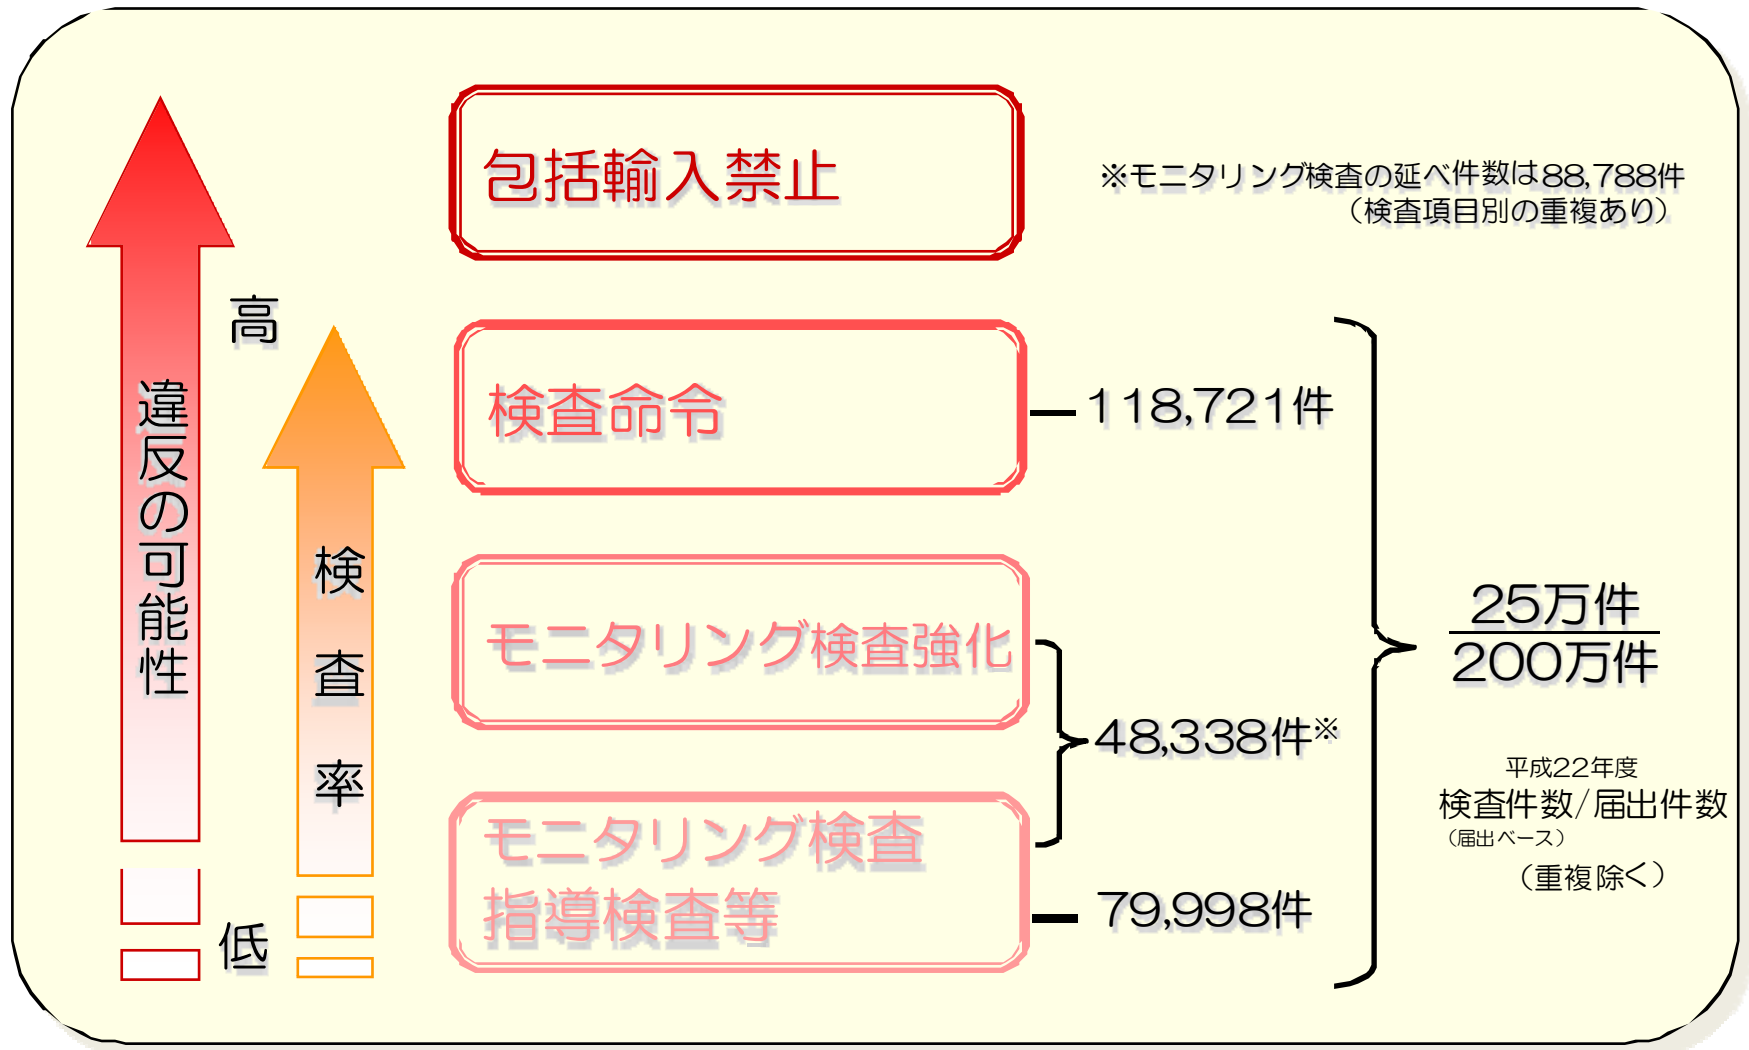 包括輸入禁止
※モニタリング検査の延べ件数は88,788件
（検査項目別の重複あり）
高
違反の可能性
検査命令
118,721件
検査率
モニタリング検査強化
25万件
200万件
48,338件※
平成22年度
検査件数/届出件数
（届出ベース）
（重複除く）
モニタリング検査
指導検査等
79,998件
低